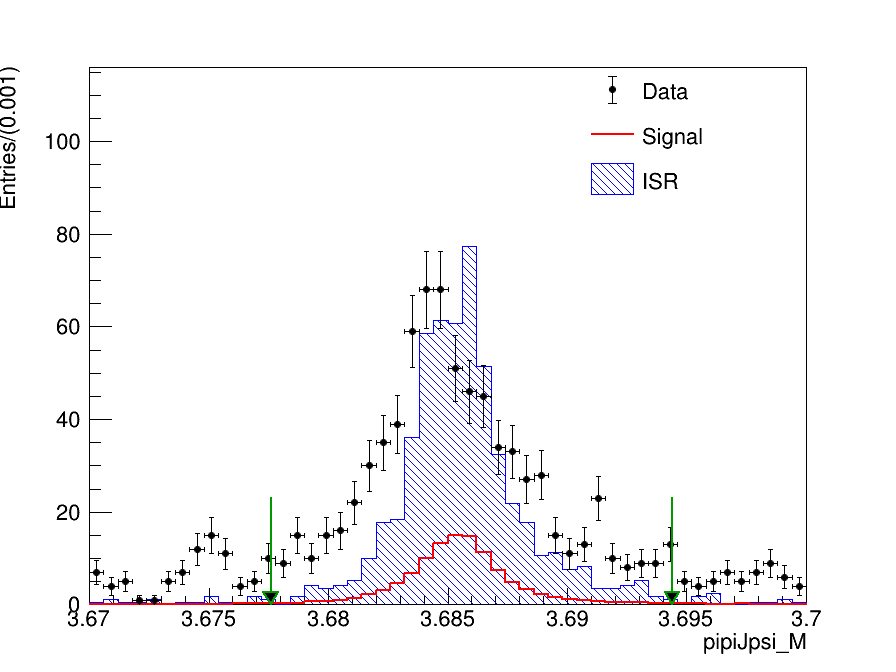 Entries/(0.001)
Data
Signal
ISR
100
80
60
40
20
0
3.67 3.675 3.68 3.685 3.69 3.695 3.7
pipiJpsi_M